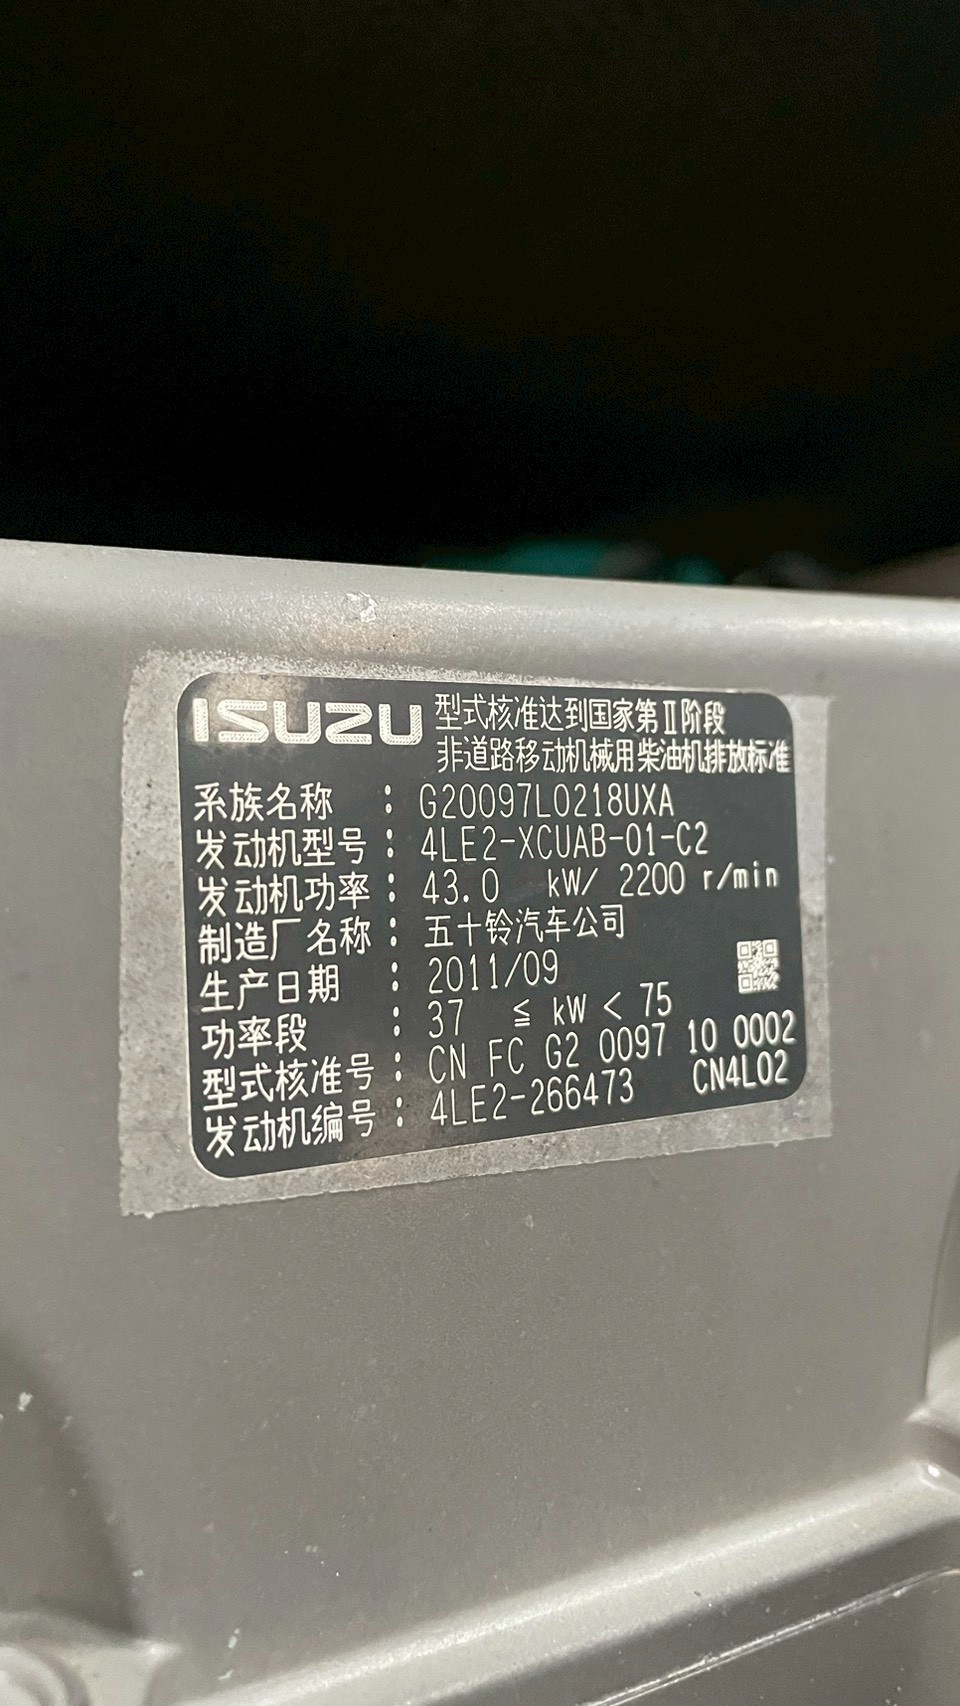 ISUZU 型式核准达到国家第Ⅱ阶段
非道路移动机械用柴油机排放标准
系族名称 : G20097L0218UXA
发动机型号 : 4LE2-XCUAB-01-C2
发动机功率 : 43.0 kW/ 2200 r/min
制造厂名称 : 五十铃汽车公司
生产日期 : 2011/09
功率段 : 37 ≦ kW < 75
型式核准号 : CN FC G2 0097 10 0002
发动机编号 : 4LE2-266473 CN4L02